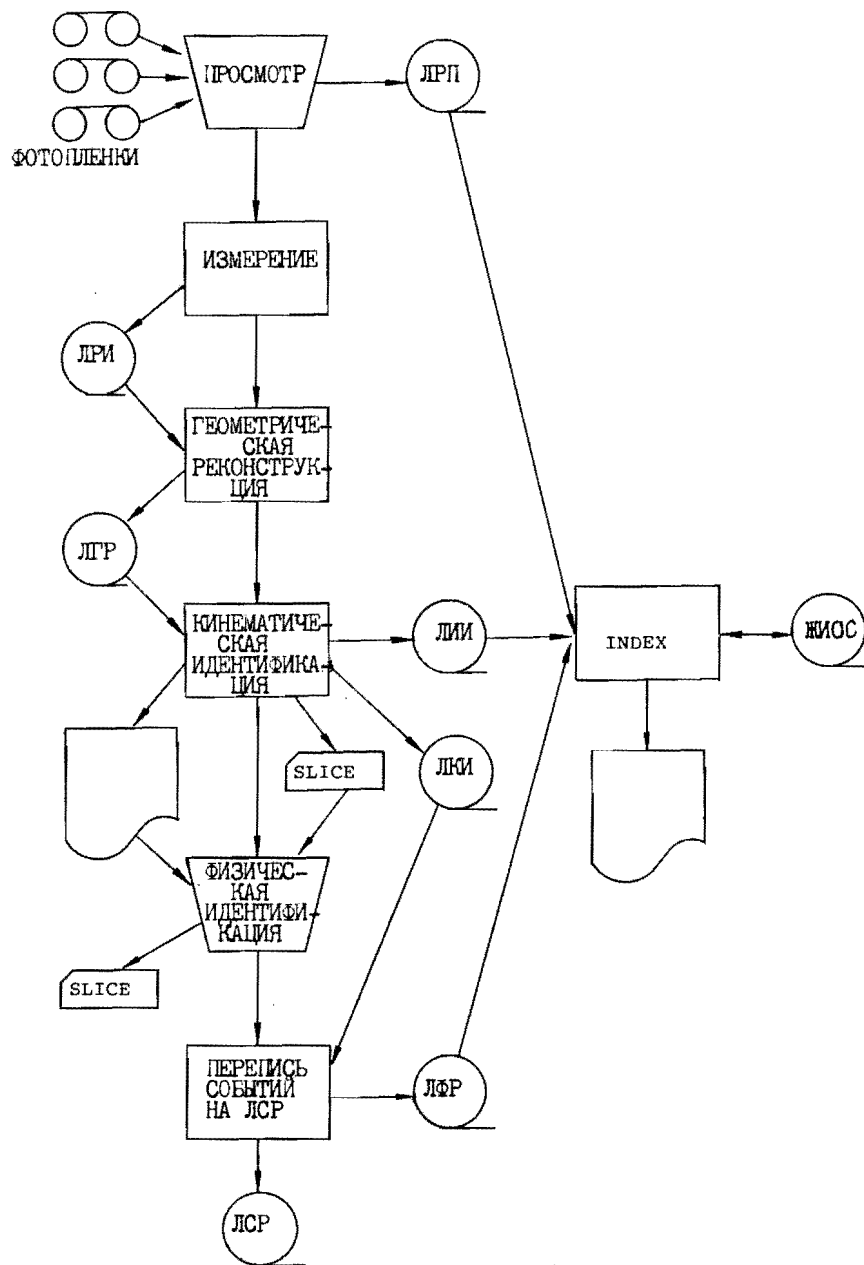 ПРОСМОТР
ЛРП
ФОТОПЛЕНКИ
ИЗМЕРЕНИЕ
ЛРИ
ГЕОМЕТРИЧЕ-
СКАЯ
РЕКОНСТРУК-
ЦИЯ
ЛГР
КИНЕМАТИЧЕ-
СКАЯ
ИДЕНТИФИКА-
ЦИЯ
ЛИИ
INDEX
ЖИОС
SLICE
ЛКИ
ФИЗИЧЕС-
КАЯ
ИДЕНТИФИ-
КАЦИЯ
SLICE
ПЕРЕПИСЬ
СОБЫТИЙ
НА ЛСР
ЛФР
ЛСР